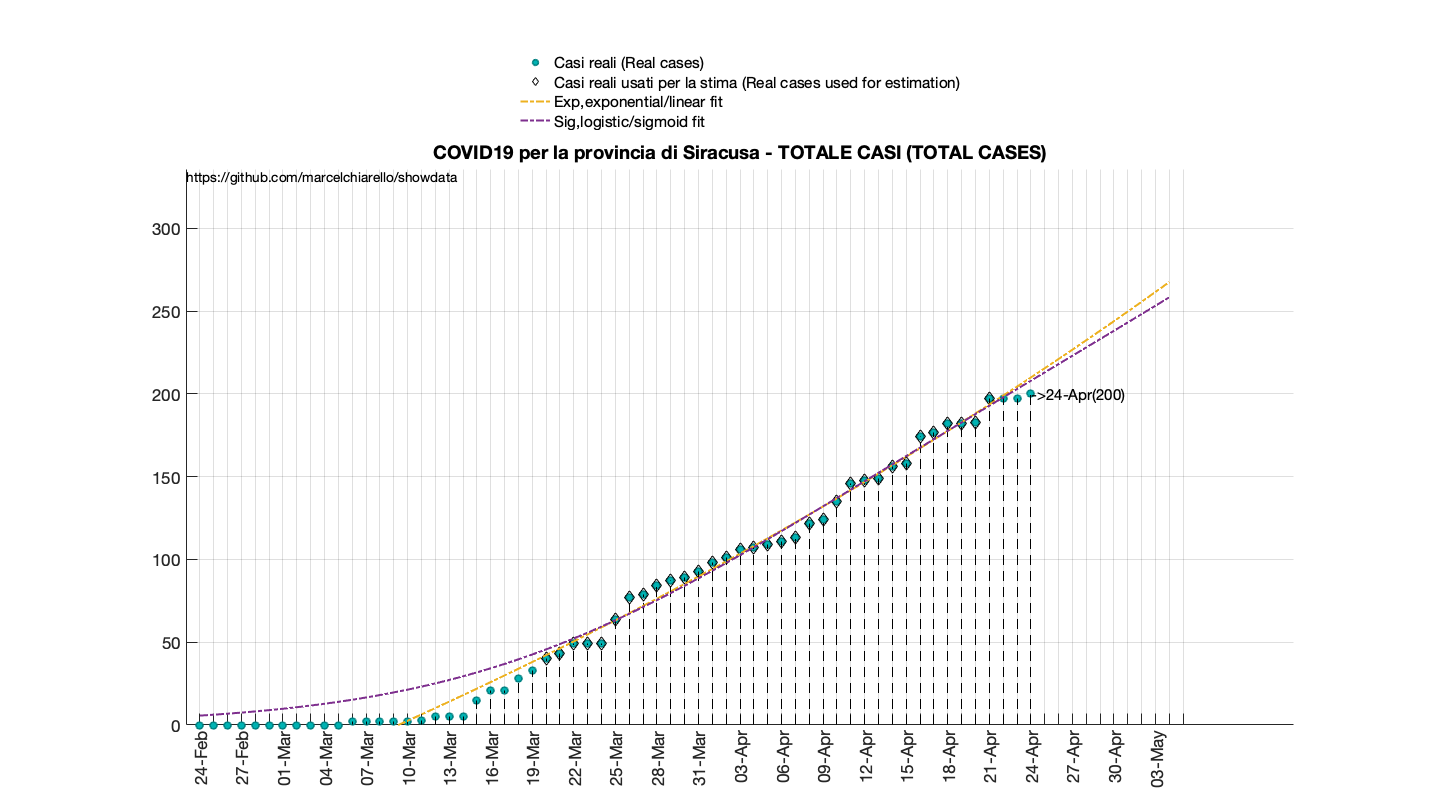 Casi reali (Real cases)
Casi reali usati per la stima (Real cases used for estimation)
Exp,exponential/linear fit
Sig,logistic/sigmoid fit
COVID19 per la provincia di Siracusa - TOTALE CASI (TOTAL CASES)
https://github.com/marcelchiarello/showdata
300
250
200
150
100
50
0
->24-Apr(200)
24-Feb
27-Feb
01-Mar
04-Mar
07-Mar
10-Mar
13-Mar
16-Mar
19-Mar
22-Mar
25-Mar
28-Mar
31-Mar
03-Apr
06-Apr
09-Apr
12-Apr
15-Apr
18-Apr
21-Apr
24-Apr
27-Apr
30-Apr
03-May